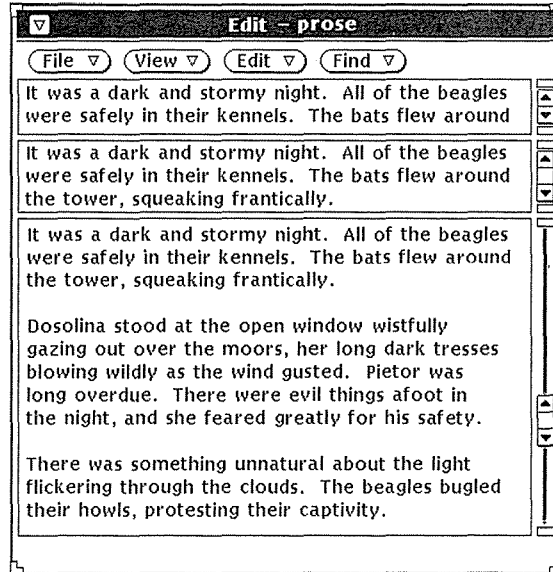 Edit – prose
File View Edit Find
It was a dark and stormy night. All of the beagles
were safely in their kennels. The bats flew around
It was a dark and stormy night. All of the beagles
were safely in their kennels. The bats flew around
the tower, squeaking frantically.
It was a dark and stormy night. All of the beagles
were safely in their kennels. The bats flew around
the tower, squeaking frantically.
Dosolina stood at the open window wistfully
gazing out over the moors, her long dark tresses
blowing wildly as the wind gusted. Pietor was
long overdue. There were evil things afoot in
the night, and she feared greatly for his safety.
There was something unnatural about the light
flickering through the clouds. The beagles bugled
their howls, protesting their captivity.